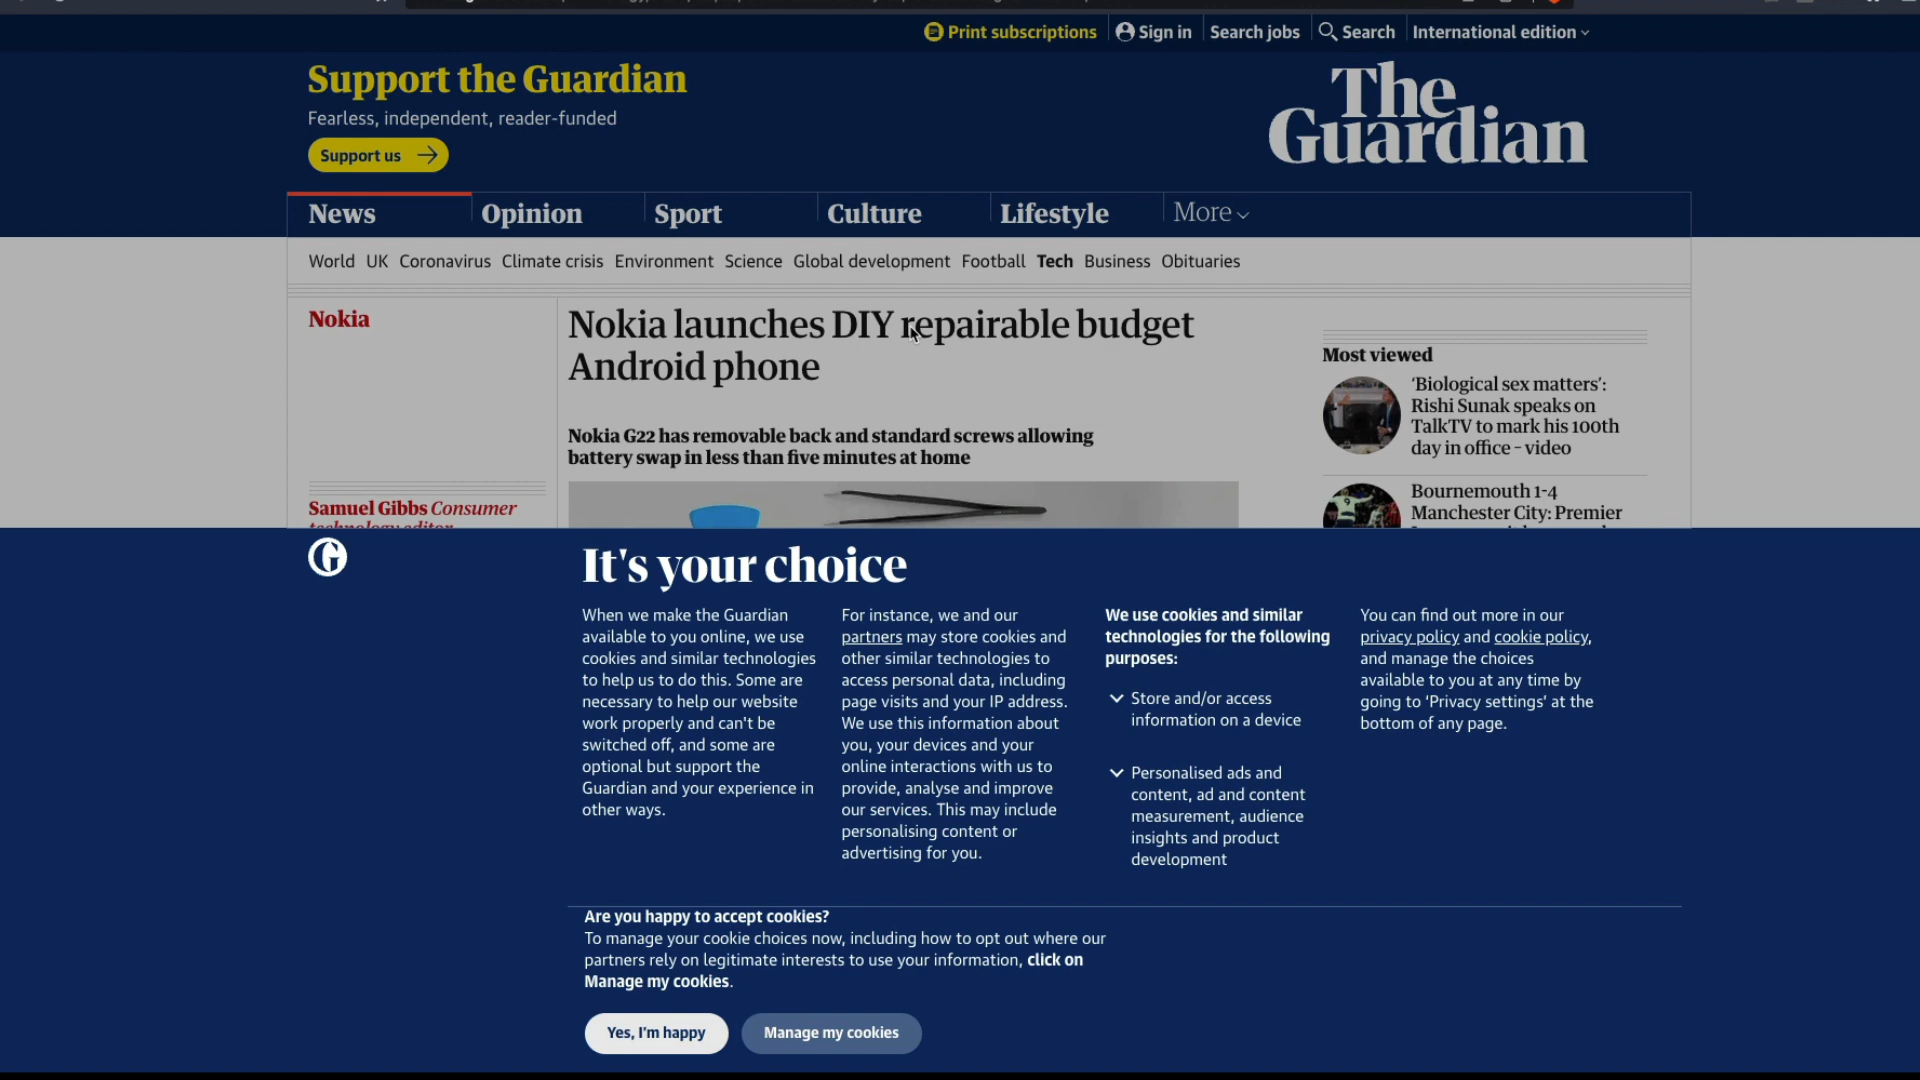 Print subscriptions
Sign in
Search jobs
Search
International edition
Support the Guardian
Fearless, independent, reader-funded
Support us
The
Guardian
News
Opinion
Sport
Culture
Lifestyle
More
World UK Coronavirus Climate crisis Environment Science Global development Football Tech Business Obituaries
Nokia
Nokia launches DIY repairable budget
Android phone
Nokia G22 has removable back and standard screws allowing
battery swap in less than five minutes at home
Samuel Gibbs Consumer
technology editor
Most viewed
‘Biological sex matters’:
Rishi Sunak speaks on
TalkTV to mark his 100th
day in office – video
Bournemouth 1-4
Manchester City: Premier
It's your choice
When we make the Guardian
available to you online, we use
cookies and similar technologies
to help us to do this. Some are
necessary to help our website
work properly and can't be
switched off, and some are
optional but support the
Guardian and your experience in
other ways.
For instance, we and our
partners may store cookies and
other similar technologies to
access personal data, including
page visits and your IP address.
We use this information about
you, your devices and your
online interactions with us to
provide, analyse and improve
our services. This may include
personalising content or
advertising for you.
We use cookies and similar
technologies for the following
purposes:
Store and/or access
information on a device
Personalised ads and
content, ad and content
measurement, audience
insights and product
development
You can find out more in our
privacy policy and cookie policy,
and manage the choices
available to you at any time by
going to ‘Privacy settings’ at the
bottom of any page.
Are you happy to accept cookies?
To manage your cookie choices now, including how to opt out where our
partners rely on legitimate interests to use your information, click on
Manage my cookies.
Yes, I'm happy
Manage my cookies